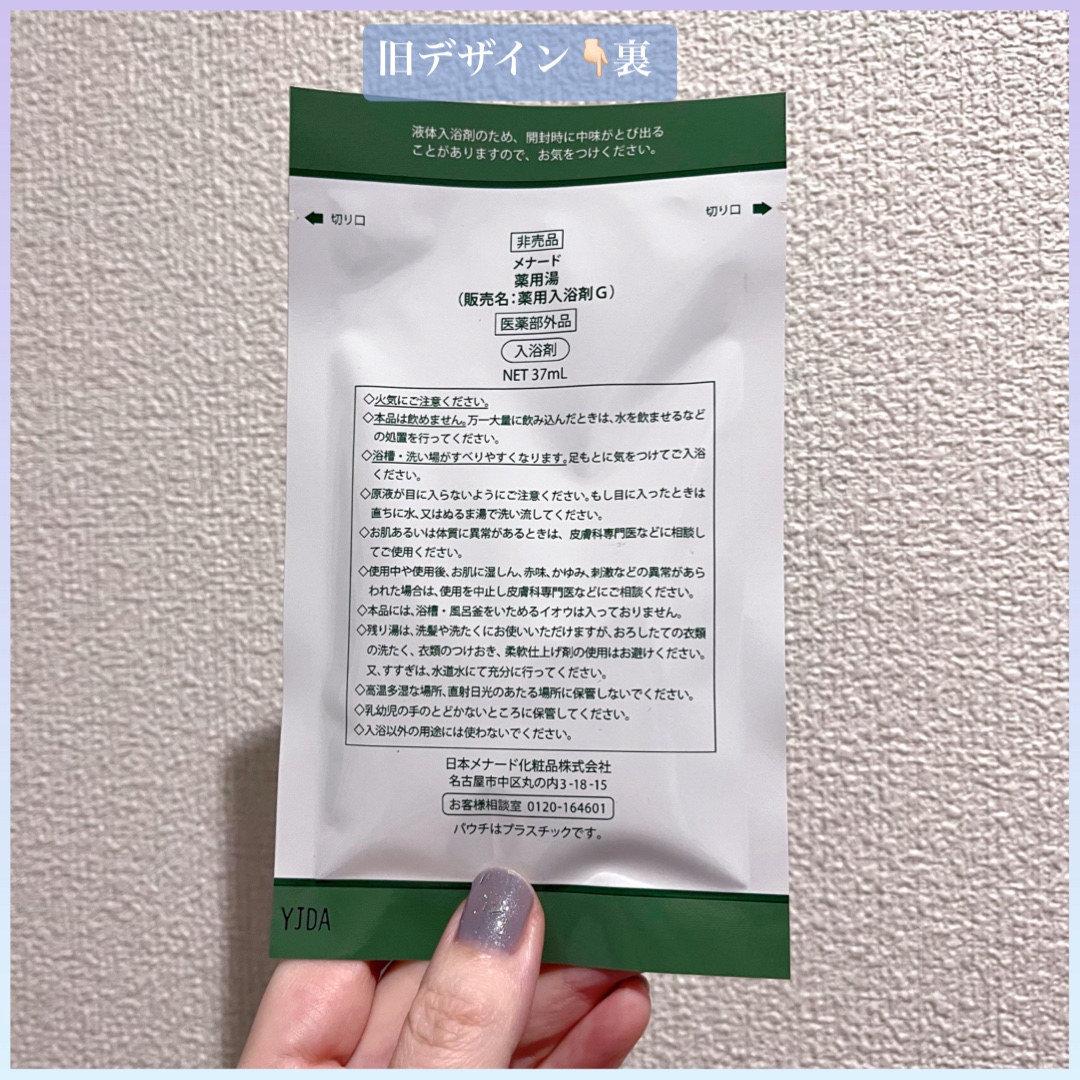 旧デザイン👇🏻裏
液体入浴剤のため、開封時に中味がとび出る
ことがありますので、お気をつけください。
切り口
切り口
非売品
メナード
薬用湯
(販売名:薬用入浴剤G)
医薬部外品
入浴剤
NET 37mL
◇火気にご注意ください。
◇本品は飲めません。万一大量に飲み込んだときは、水を飲ませるなど
の処置を行ってください。
◇浴槽・洗い場がすべりやすくなります。足もとに気をつけてご入浴
ください。
◇原液が目に入らないようにご注意ください。もし目に入ったときは
直ちに水、又はぬるま湯で洗い流してください。
◇お肌あるいは体質に異常があるときは、皮膚科専門医などに相談し
てご使用ください。
◇使用中や使用後、お肌に湿しん、赤味、かゆみ、刺激などの異常があら
われた場合は、使用を中止し皮膚科専門医などにご相談ください。
◇本品には、浴槽・風呂釜をいためるイオウは入っておりません。
◇残り湯は、洗髪や洗たくにお使いいただけますが、おろしたての衣類
の洗たく、衣類のつけおき、柔軟仕上げ剤の使用はお避けください。
又、すすぎは、水道水にて充分に行ってください。
◇高温多湿な場所、直射日光のあたる場所に保管しないでください。
◇乳幼児の手のとどかないところに保管してください。
◇入浴以外の用途には使わないでください。
日本メナード化粧品株式会社
名古屋市中区丸の内3-18-15
お客様相談室 0120-164601
パウチはプラスチックです。
YJDA